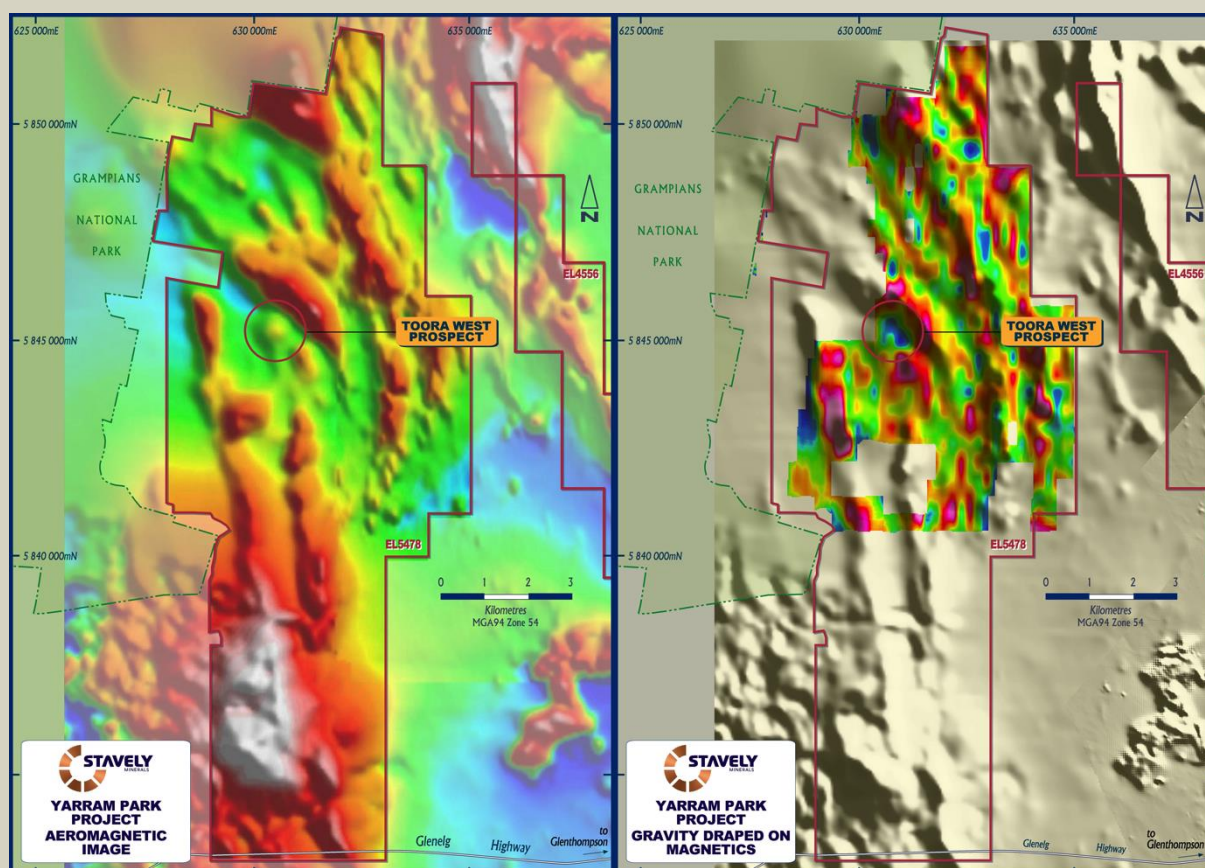 625 000mE
630 000mE
635 000mE
5 850 000mN
5 845 000mN
5 840 000mN
GRAMPIANS
NATIONAL
PARK
N
EL4556
TOORA WEST
PROSPECT
EL5478
0 1 2 3
Kilometres
MGA94 Zone 54
STAVELY
MINERALS
YARRAM PARK
PROJECT
AEROMAGNETIC
IMAGE
Glenelg Highway
to
Glenthompson
625 000mE
630 000mE
635 000mE
5 850 000mN
5 845 000mN
5 840 000mN
GRAMPIANS
NATIONAL
PARK
N
EL4556
TOORA WEST
PROSPECT
EL5478
0 1 2 3
Kilometres
MGA94 Zone 54
STAVELY
MINERALS
YARRAM PARK
PROJECT
GRAVITY DRAPED ON
MAGNETICS
Glenelg Highway
to
Glenthompson